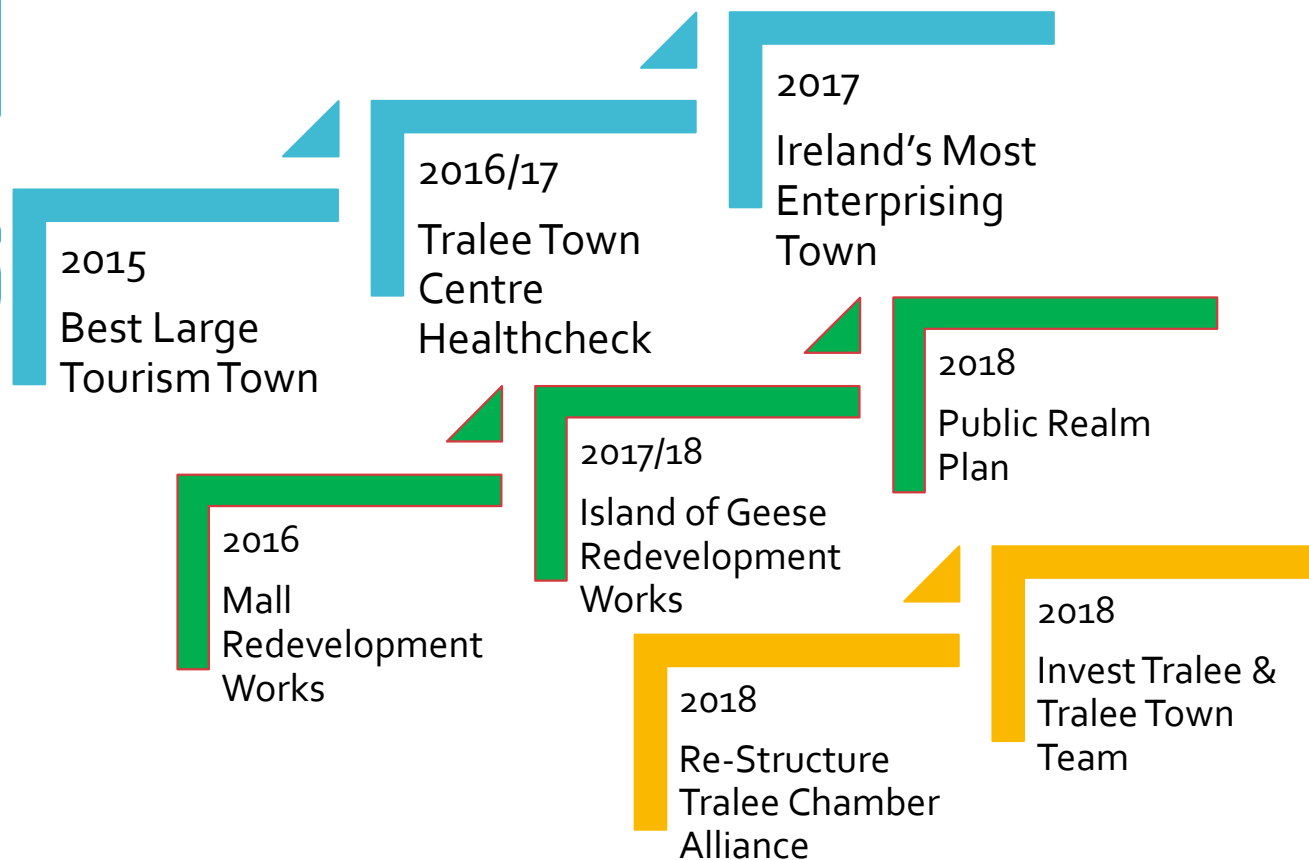 2015
Best Large
Tourism Town
2016/17
Tralee Town
Centre
Healthcheck
2017
Ireland's Most
Enterprising
Town
2016
Mall
Redevelopment
Works
2017/18
Island of Geese
Redevelopment
Works
2018
Public Realm
Plan
2018
Re-Structure
Tralee Chamber
Alliance
2018
Invest Tralee &
Tralee Town
Team